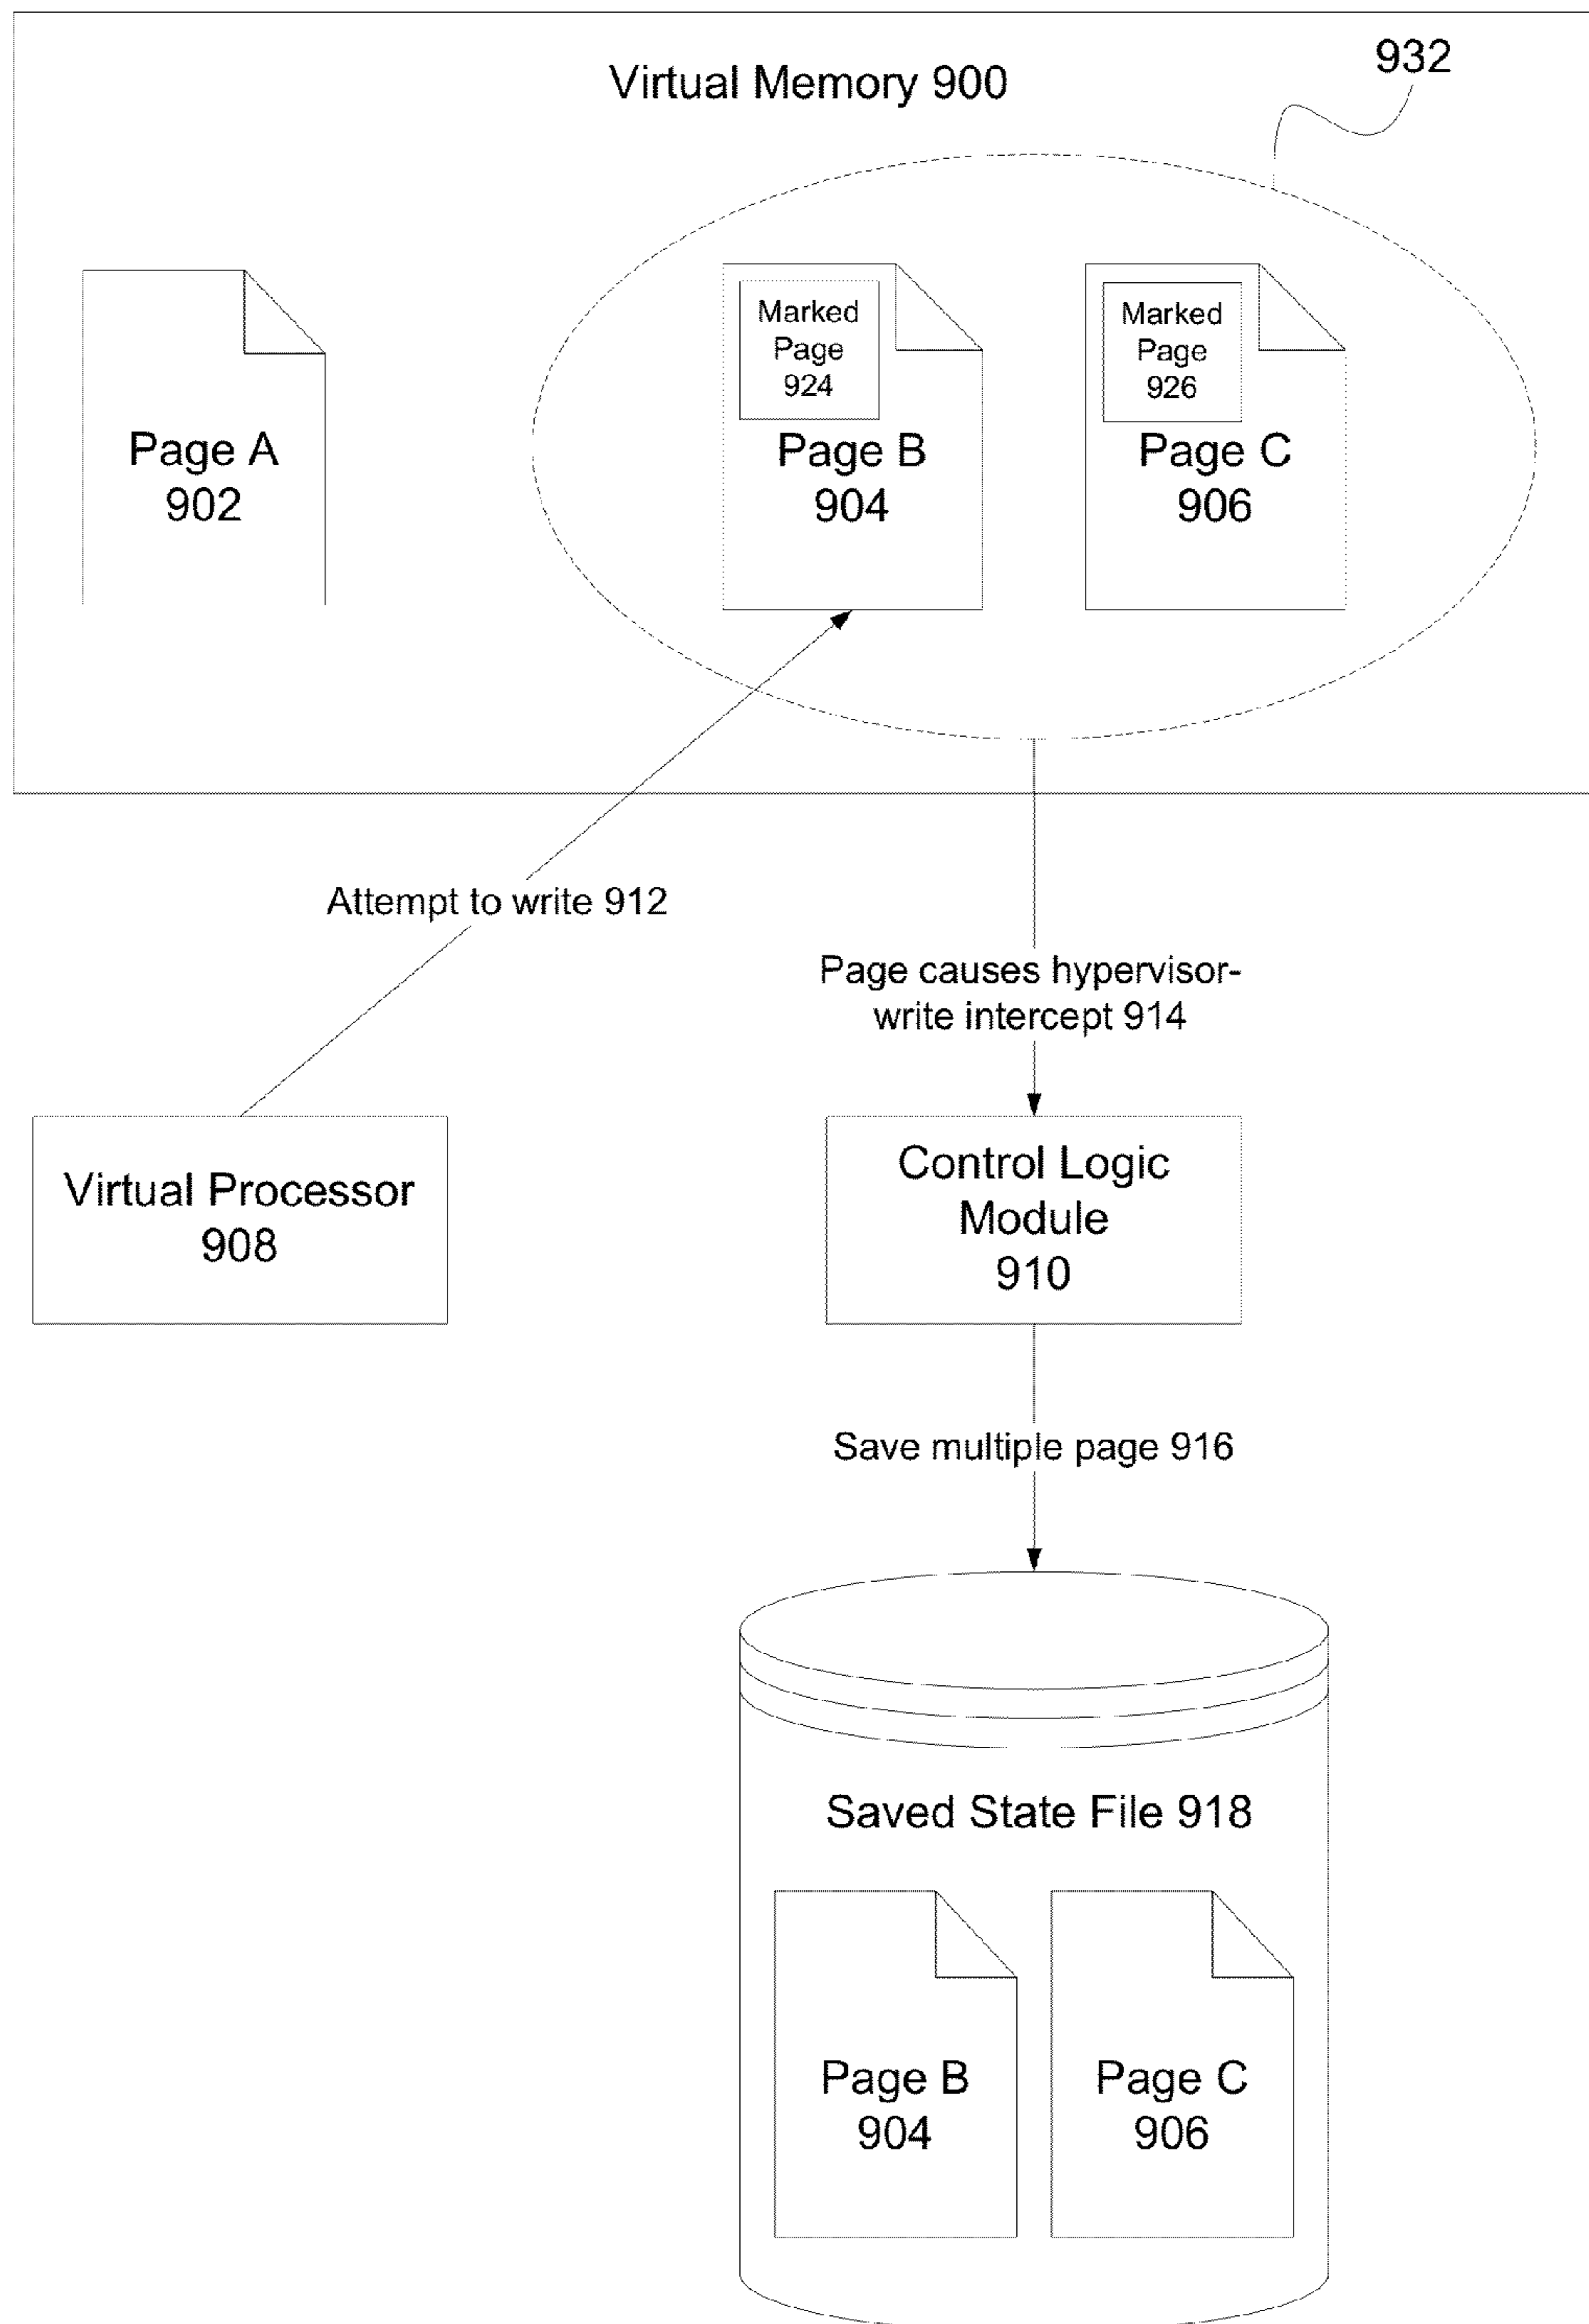 932
Virtual Memory 900
Marked
Page
924
Marked
Page
926
Page A
902
Page B
904
Page C
906
Attempt to write 912
Page causes hypervisor-
write intercept 914
Virtual Processor
908
Control Logic
Module
910
Save multiple page 916
Saved State File 918
Page B
904
Page C
906